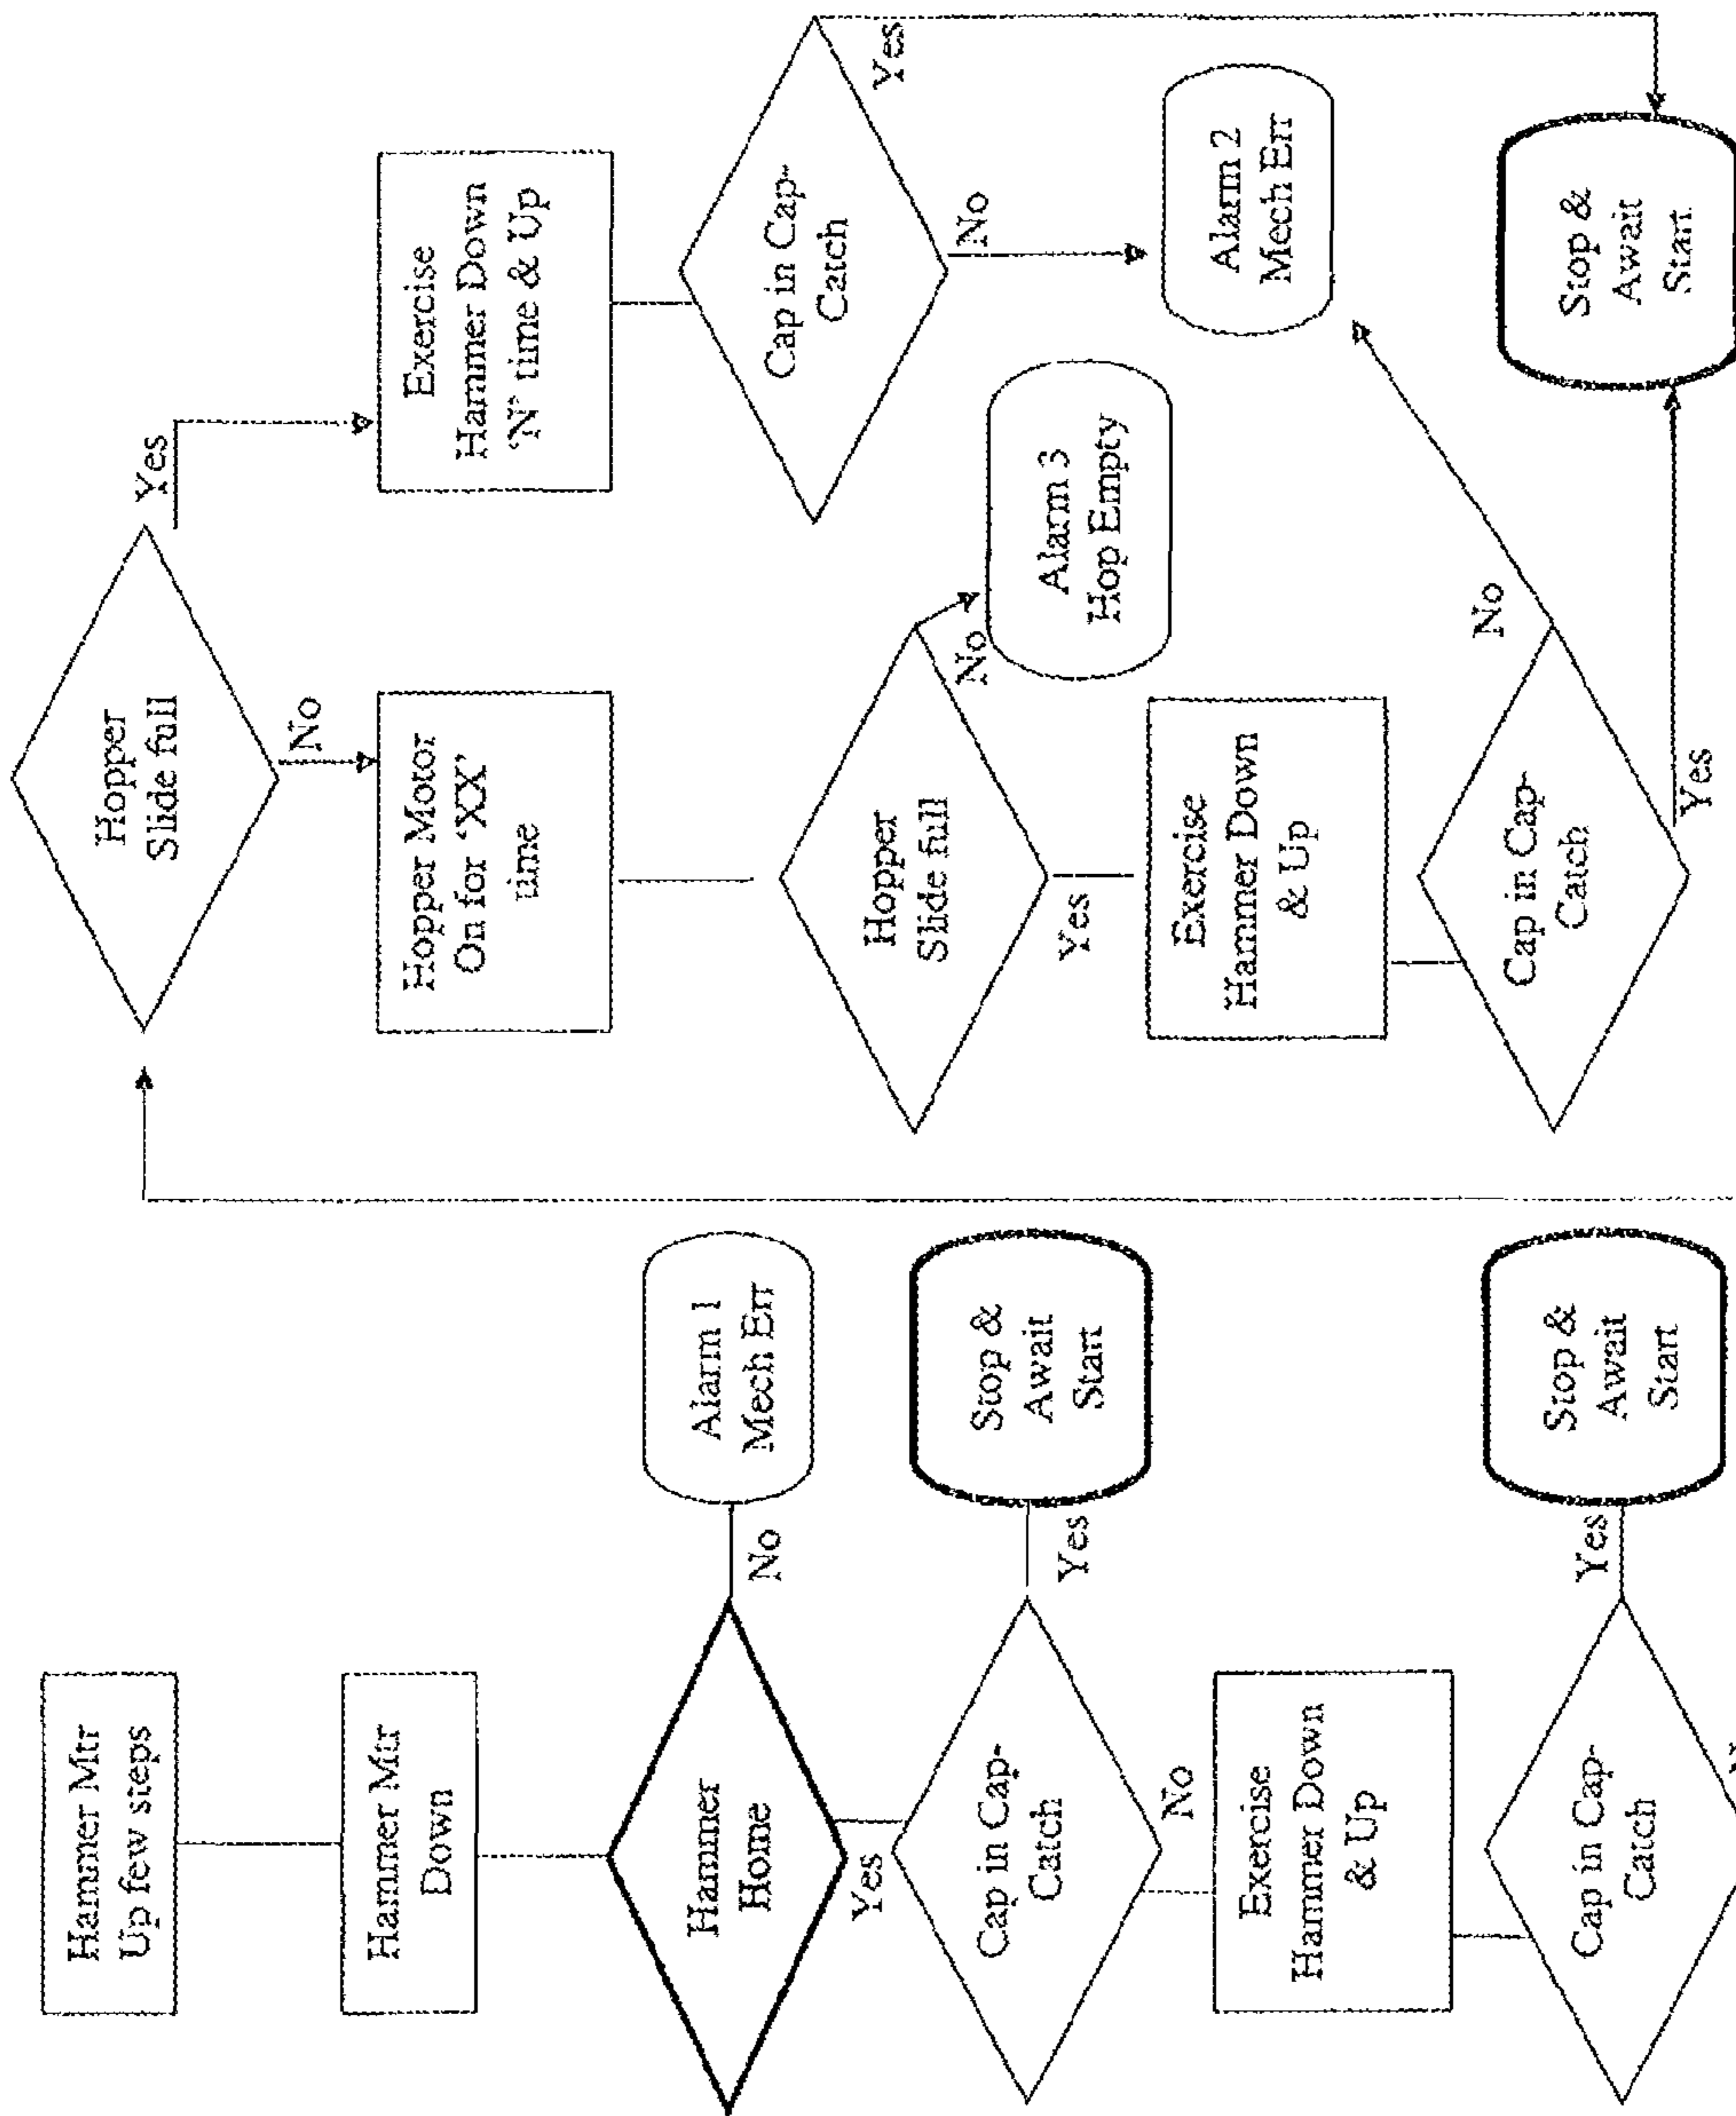 Hammer Mtr
Up few steps
Hammer Mtr
Down
Hammer
Home
No
Alarm 1
Mech Err
Yes
Cap in Cap-
Catch
Yes
Stop &
Await
Start
No
Exercise
Hammer Down
& Up
Cap in Cap-
Catch
Yes
Stop &
Await
Start
Hopper
Slide full
Yes
No
Hopper Motor
On for 'XX'
time
Exercise
Hammer Down
'N' time & Up
Cap in Cap-
Catch
Yes
No
Hopper
Slide full
No
Alarm 3
Hop Empty
Alarm 2
Mech Err
Yes
Exercise
Hammer Down
& Up
Cap in Cap-
Catch
No
Yes
Stop &
Await
Start